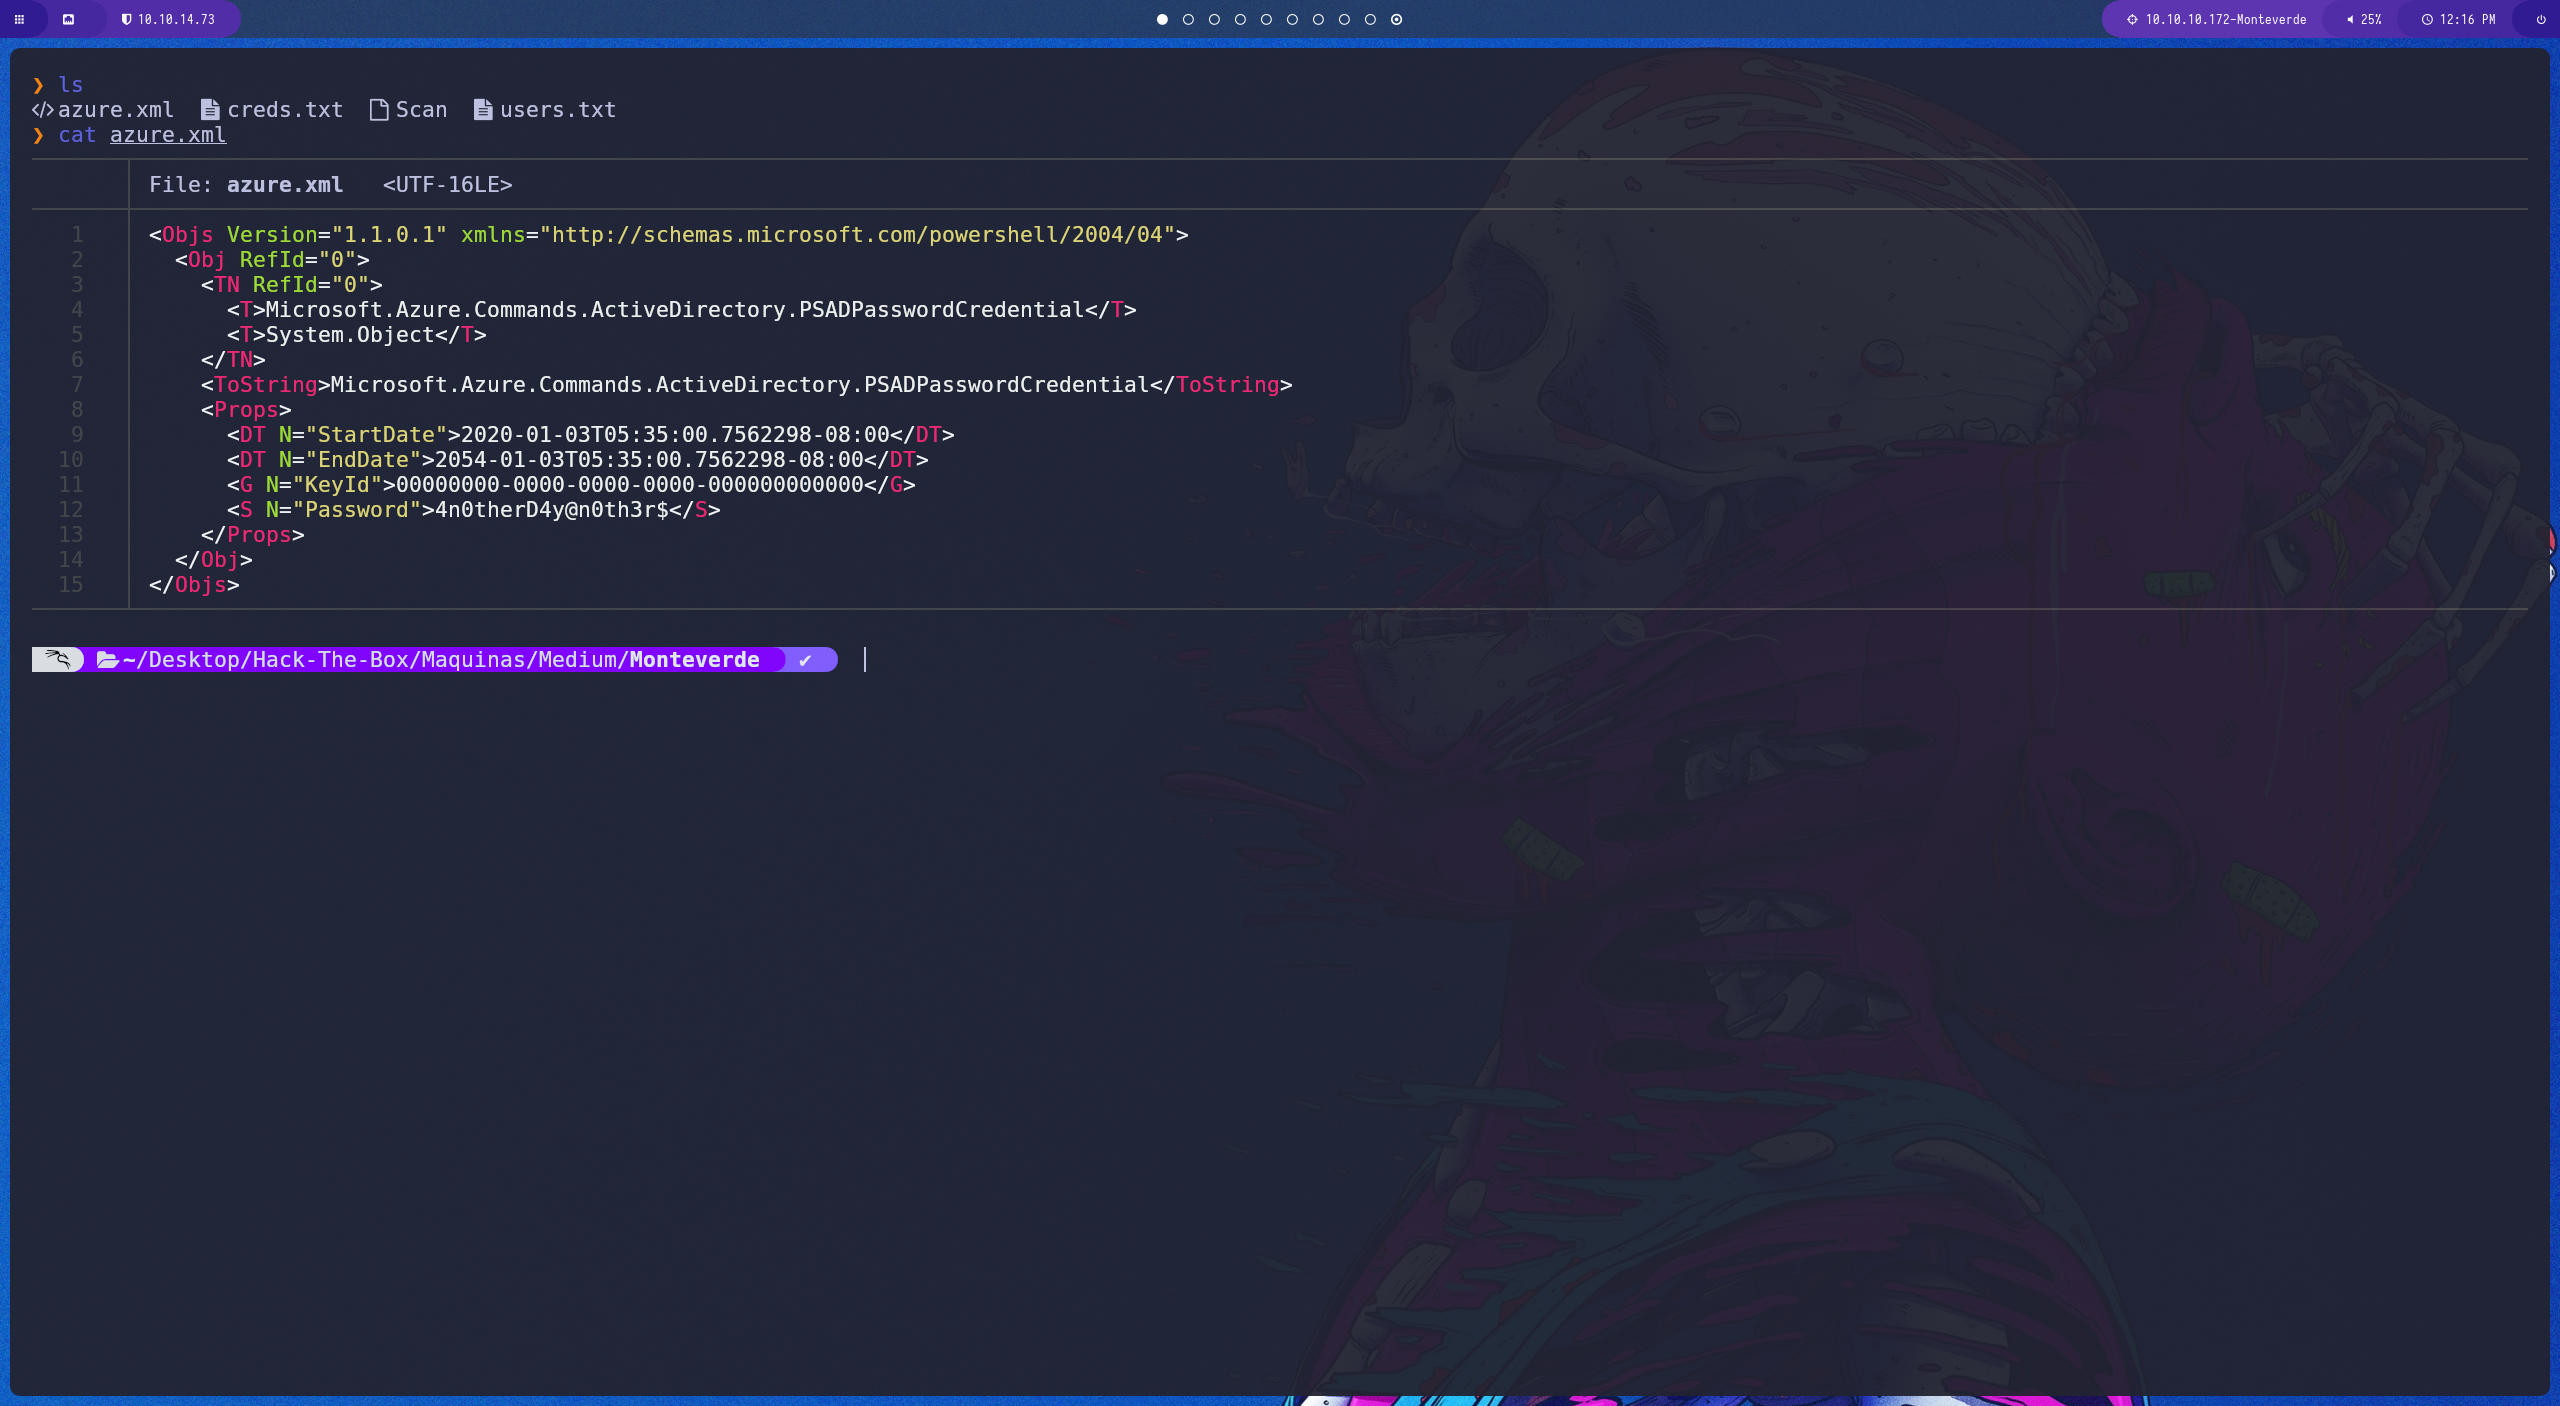 10.10.14.73
10.10.10.172-Monteverde 25% 12:16 PM
❯ ls
azure.xml creds.txt Scan users.txt
❯ cat azure.xml
File: azure.xml <UTF-16LE>
1 <Objs Version="1.1.0.1" xmlns="http://schemas.microsoft.com/powershell/2004/04">
2 <Obj RefId="0">
3 <TN RefId="0">
4 <T>Microsoft.Azure.Commands.ActiveDirectory.PSADPasswordCredential</T>
5 <T>System.Object</T>
6 </TN>
7 <ToString>Microsoft.Azure.Commands.ActiveDirectory.PSADPasswordCredential</ToString>
8 <Props>
9 <DT N="StartDate">2020-01-03T05:35:00.7562298-08:00</DT>
10 <DT N="EndDate">2054-01-03T05:35:00.7562298-08:00</DT>
11 <G N="KeyId">00000000-0000-0000-0000-000000000000</G>
12 <S N="Password">4n0therD4y@n0th3r$</S>
13 </Props>
14 </Obj>
15 </Objs>
~/Desktop/Hack-The-Box/Maquinas/Medium/Monteverde ✔